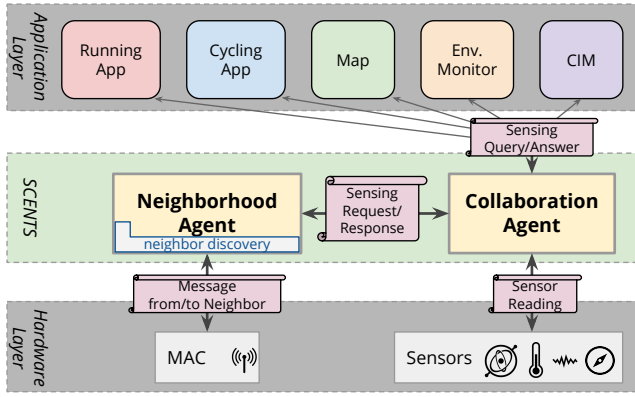 Application
Layer
Running
App
Cycling
App
Map
Env.
Monitor
CIM
Sensing
Query/Answer
SCENTS
Neighborhood
Agent
neighbor discovery
Sensing
Request/
Response
Collaboration
Agent
Message
from/to Neighbor
Sensor
Reading
Hardware
Layer
MAC
Sensors